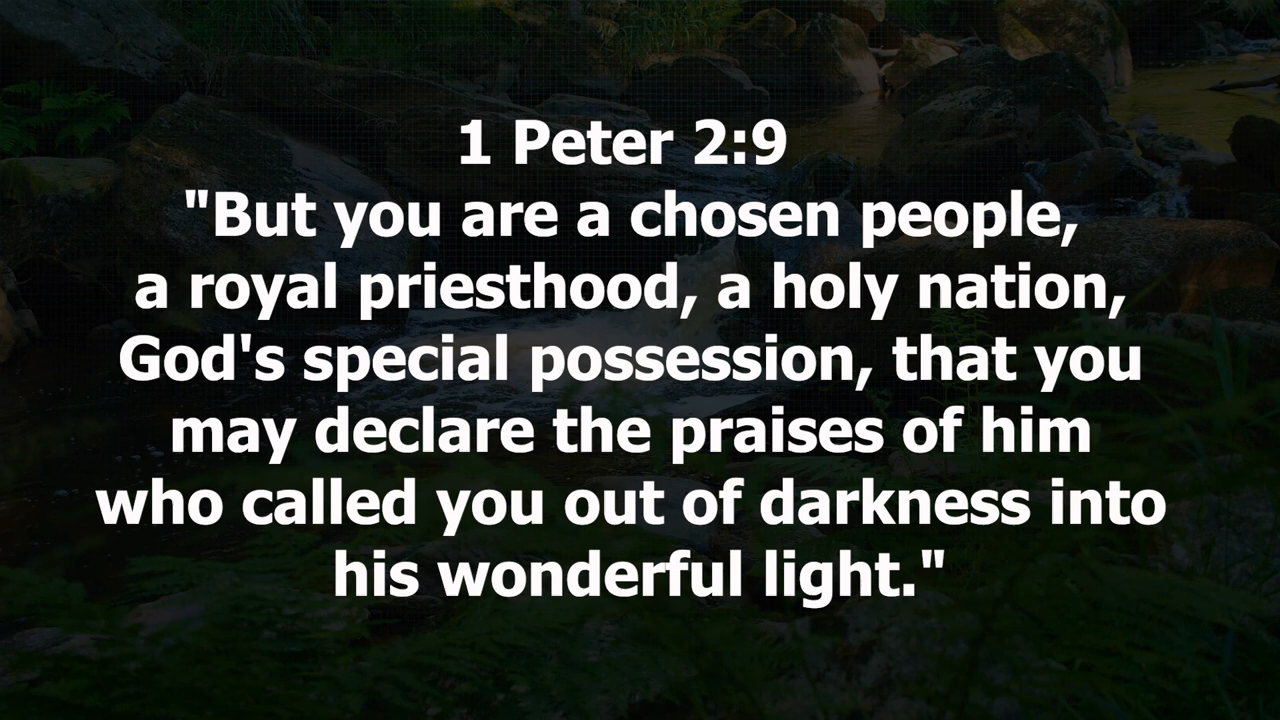 1 Peter 2:9
"But you are a chosen people,
a royal priesthood, a holy nation,
God's special possession, that you
may declare the praises of him
who called you out of darkness into
his wonderful light."